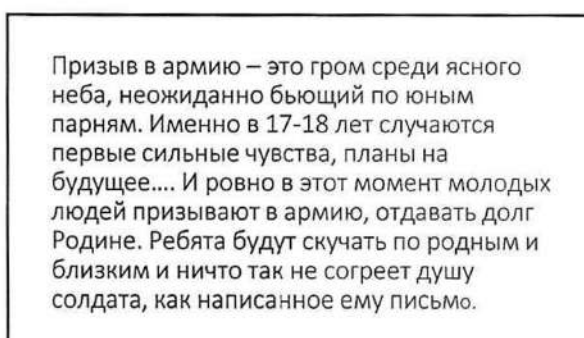 Призыв в армию – это гром среди ясного
неба, неожиданно бьющий по юным
парням. Именно в 17-18 лет случаются
первые сильные чувства, планы на
будущее.... И ровно в этот момент молодых
людей призывают в армию, отдавать долг
Родине. Ребята будут скучать по родным и
близким и ничто так не согреет душу
солдата, как написанное ему письмо.